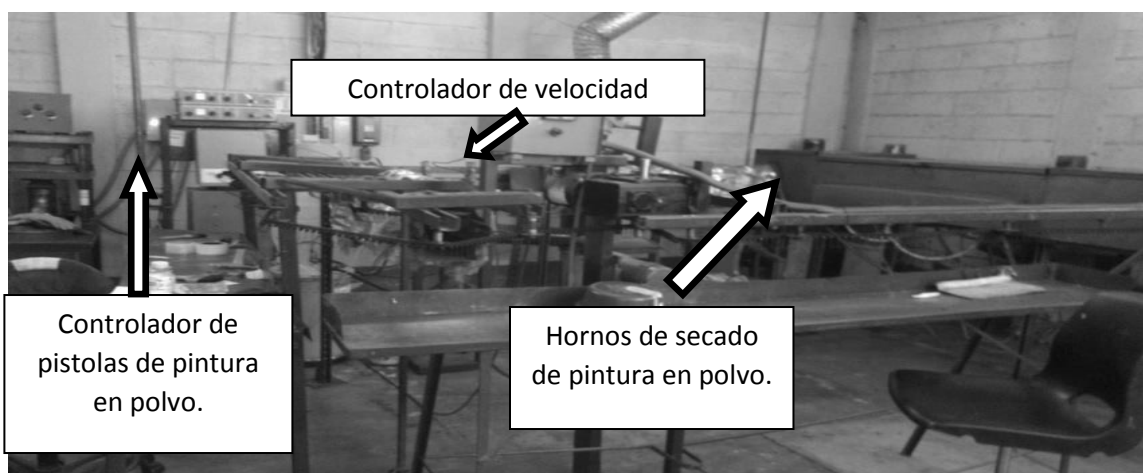 Controlador de velocidad
Controlador de
pistolas de pintura
en polvo.
Hornos de secado
de pintura en polvo.